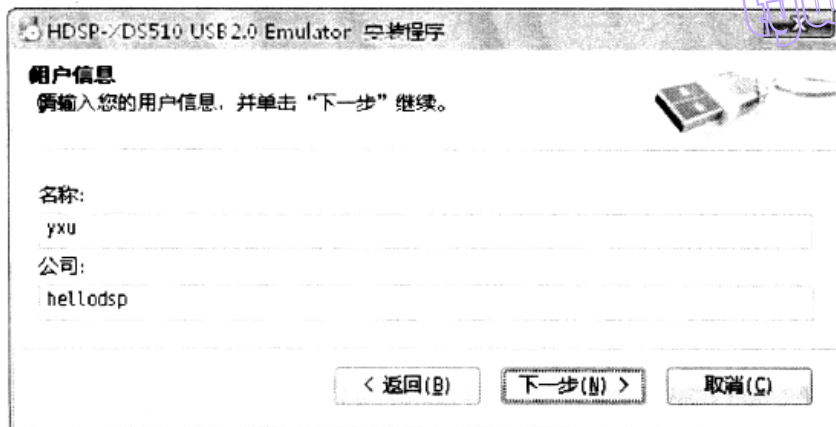 HDSP-XDS510 USB2.0 Emulator 安装程序
用户信息
请输入您的用户信息，并单击“下一步”继续。
名称:
yxu
公司:
hellodsp
< 返回(B)
下一步(N) >
取消(C)